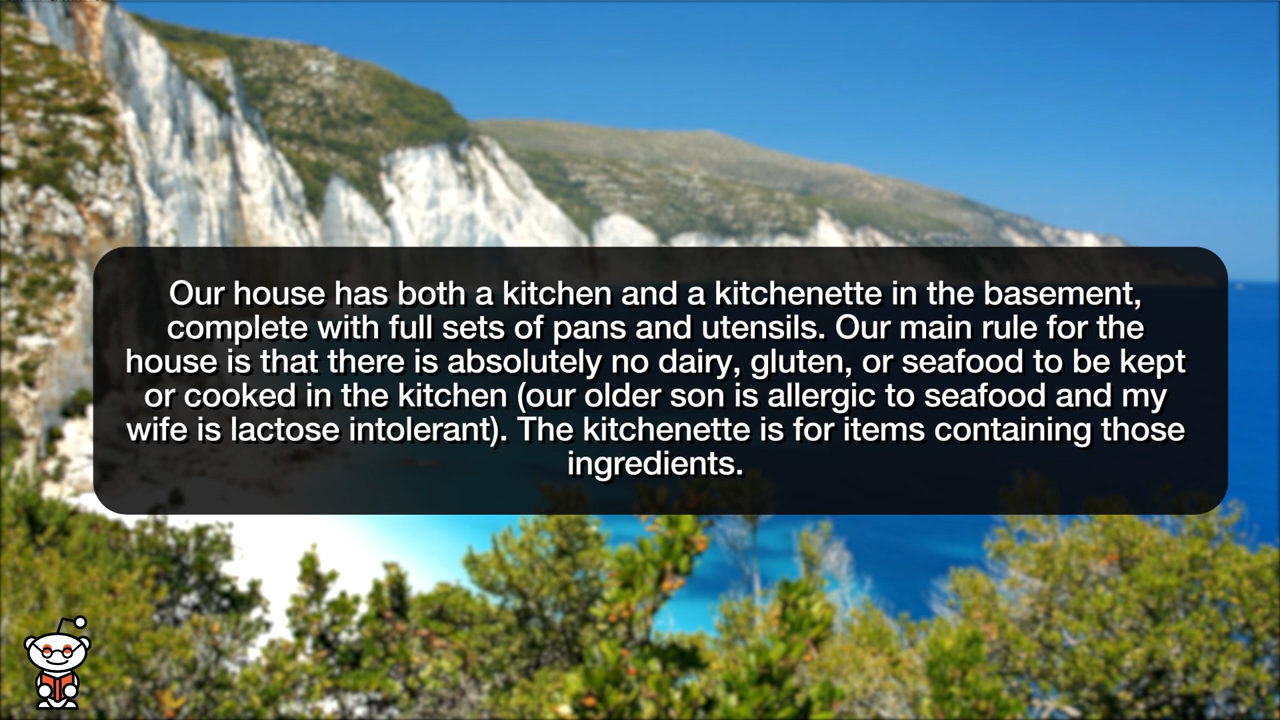 Our house has both a kitchen and a kitchenette in the basement,
complete with full sets of pans and utensils. Our main rule for the
house is that there is absolutely no dairy, gluten, or seafood to be kept
or cooked in the kitchen (our older son is allergic to seafood and my
wife is lactose intolerant). The kitchenette is for items containing those
ingredients.